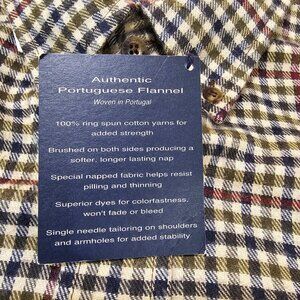 Authentic
Portuguese Flannel
Woven in Portugal
100% ring spun cotton yarns for
added strength
Brushed on both sides producing a
softer, longer lasting nap
Special napped fabric helps resist
pilling and thinning
Superior dyes for colorfastness,
won't fade or bleed
Single needle tailoring on shoulders
and armholes for added stability